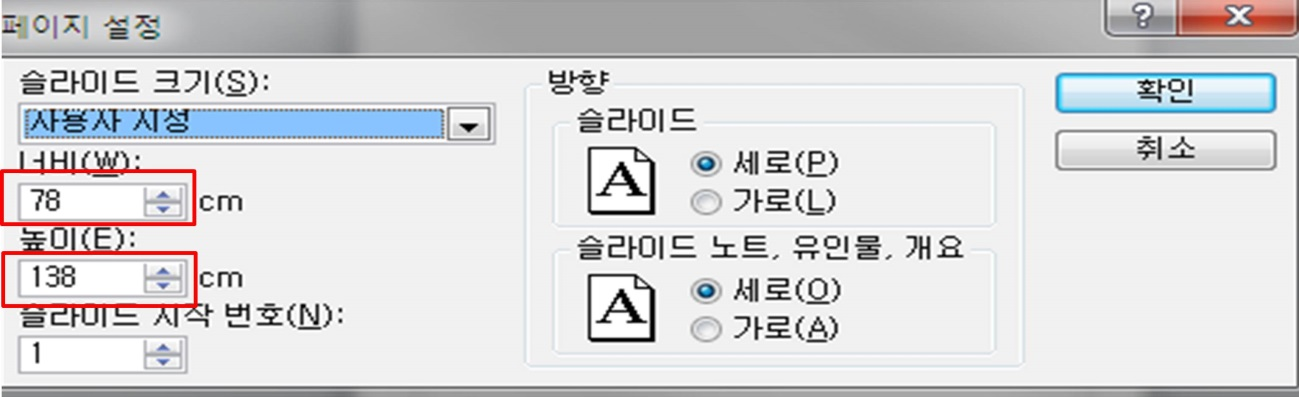 페이지 설정
슬라이드 크기(S):
사용자 지정
너비(W):
78 cm
높이(E):
138 cm
슬라이드 시작 번호(N):
1
방향
슬라이드
A
세로(P)
가로(L)
슬라이드 노트, 유인물, 개요
A
세로(O)
가로(A)
?
확인
취소